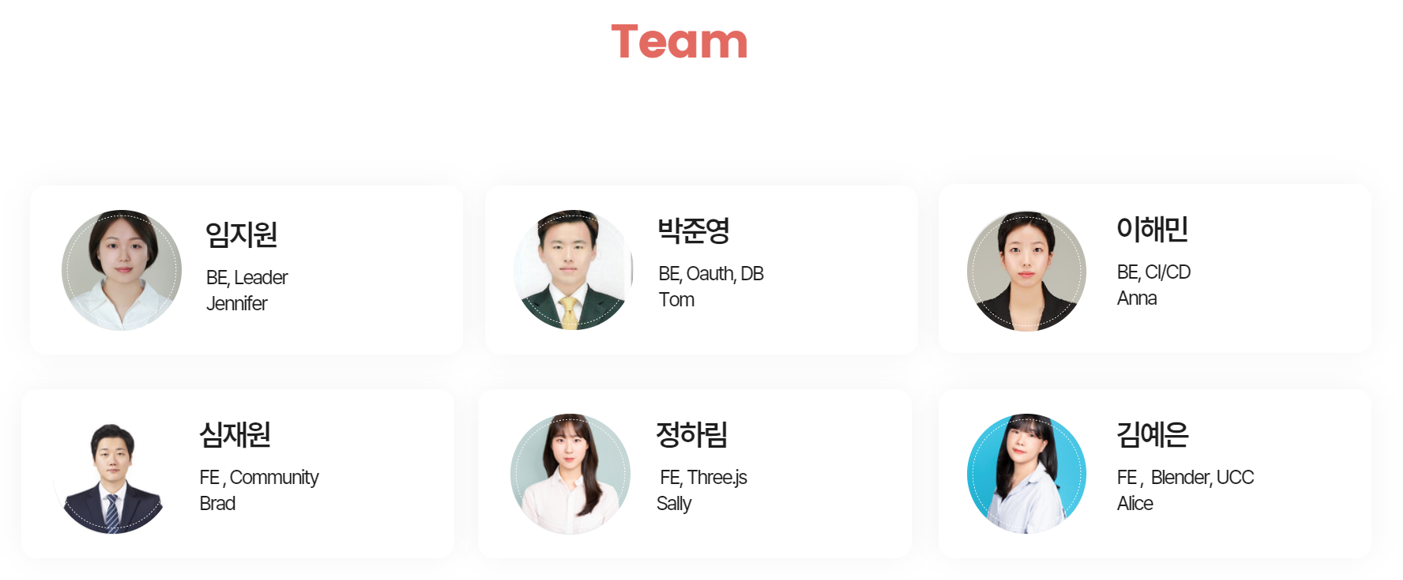 Team
임지원
BE, Leader
Jennifer
박준영
BE, Oauth, DB
Tom
이해민
BE, CI/CD
Anna
심재원
FE , Community
Brad
정하림
FE, Three.js
Sally
김예은
FE ,  Blender, UCC
Alice